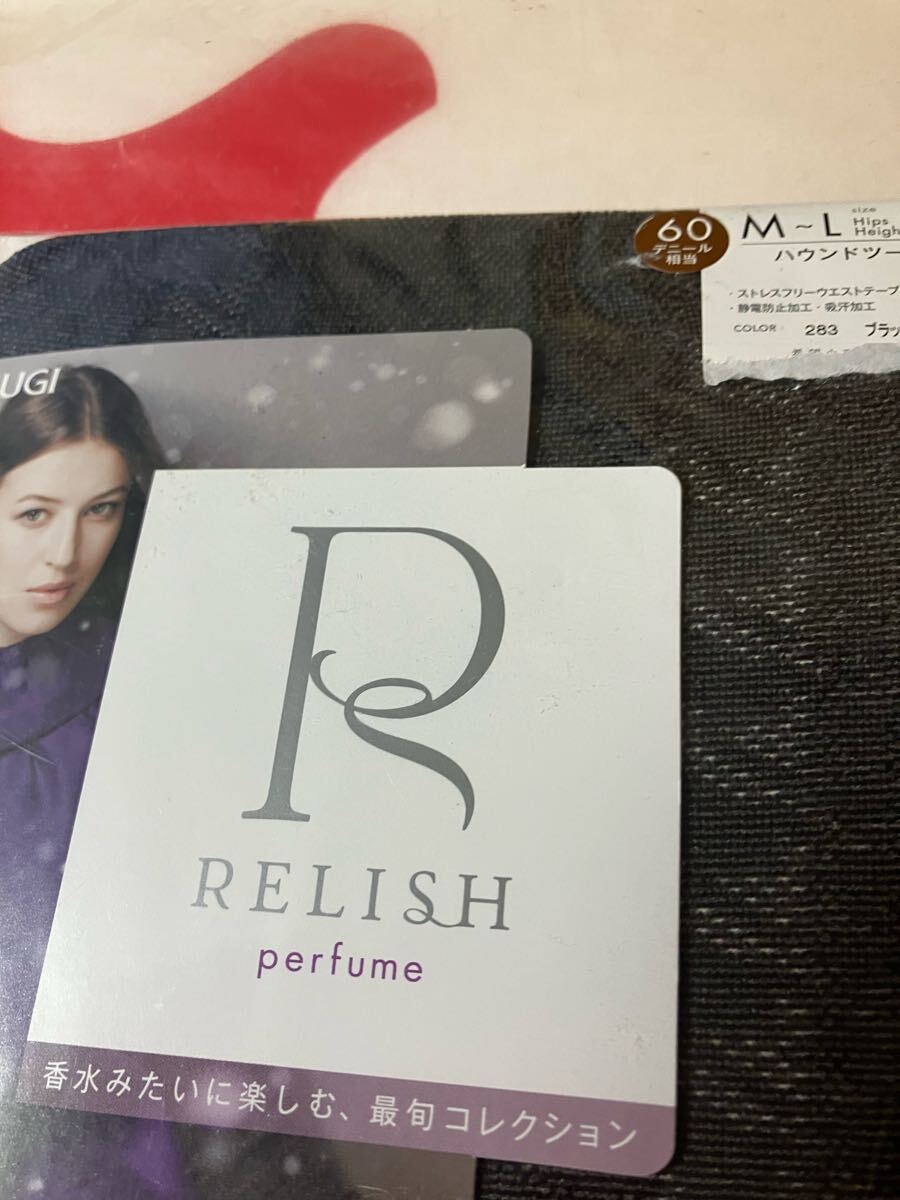 60
デニール
相当
M~L
size
Hips
Heigh
ハウンドツー
・ストレスフリーウエストテープ
・静電防止加工・吸汗加工
COLOR 283 ブラッ
UGI
R
RELISH
perfume
香水みたいに楽しむ、最旬コレクション